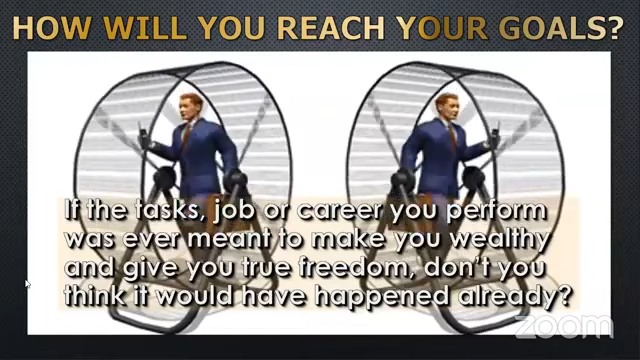 HOW WILL YOU REACH YOUR GOALS?
If the tasks, job or career you perform
was ever meant to make you wealthy
and give you true freedom, don't you
think it would have happened already?
zoom